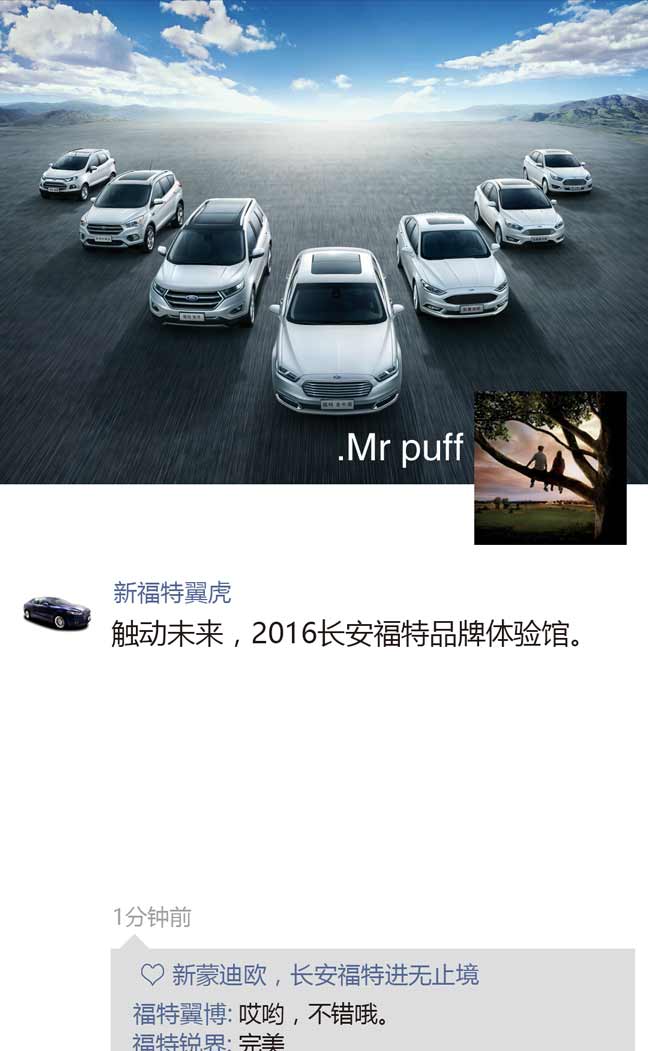 .Mr puff
新福特翼虎
触动未来，2016长安福特品牌体验馆。
1分钟前
新蒙迪欧，长安福特进无止境
福特翼博: 哎哟，不错哦。
福特锐界: 完美